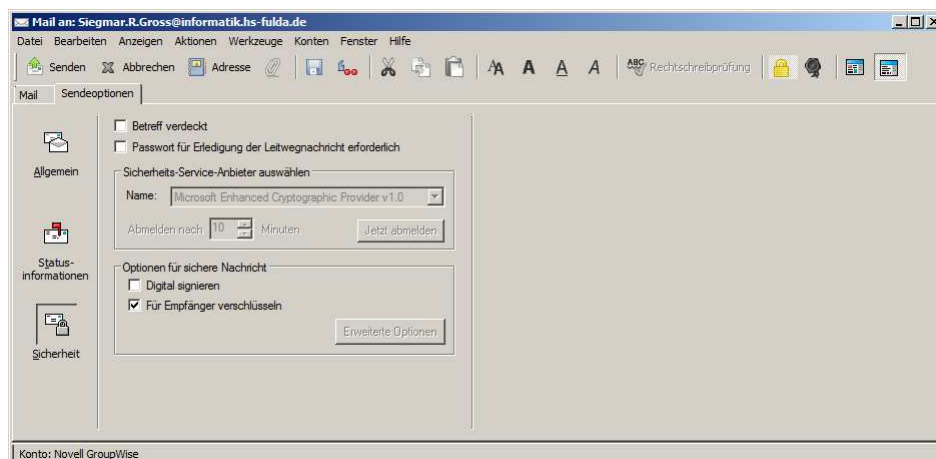 Mail an: Siegmar.R.Gross@informatik.hs-fulda.de
Datei Bearbeiten Anzeigen Aktionen Werkzeuge Konten Fenster Hilfe
Senden Abbrechen Adresse A A A A ABC Rechtschreibprüfung
Mail Sendeoptionen
Allgemein
Status-
informationen
Sicherheit
Betreff verdeckt
Passwort für Erledigung der Leitwegnachricht erforderlich
Sicherheits-Service-Anbieter auswählen
Name: Microsoft Enhanced Cryptographic Provider v1.0
Abmelden nach 10 Minuten Jetzt abmelden
Optionen für sichere Nachricht
Digital signieren
Für Empfänger verschlüsseln
Erweiterte Optionen
Konto: Novell GroupWise